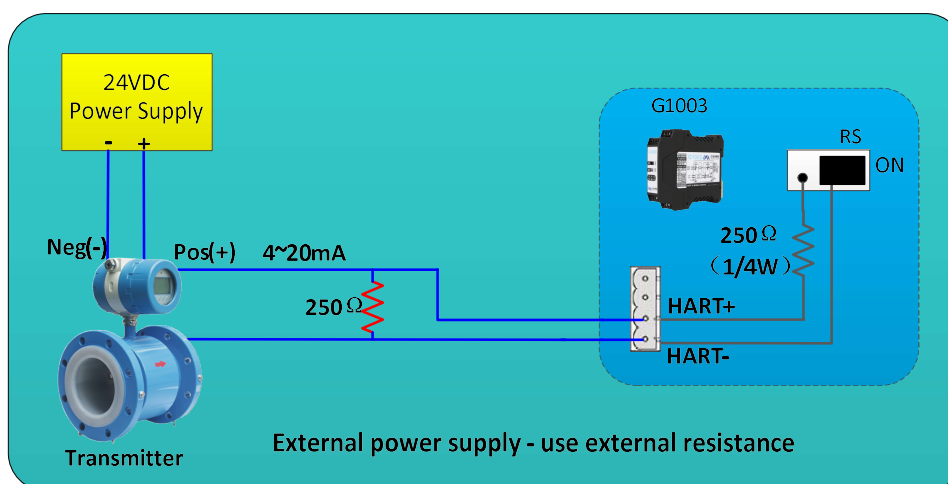 24VDC
Power Supply
- +
G1003
RS
ON
Neg(-)
Pos(+)
4~20mA
250Ω
250Ω
(1/4W)
HART+
HART-
Transmitter
External power supply - use external resistance